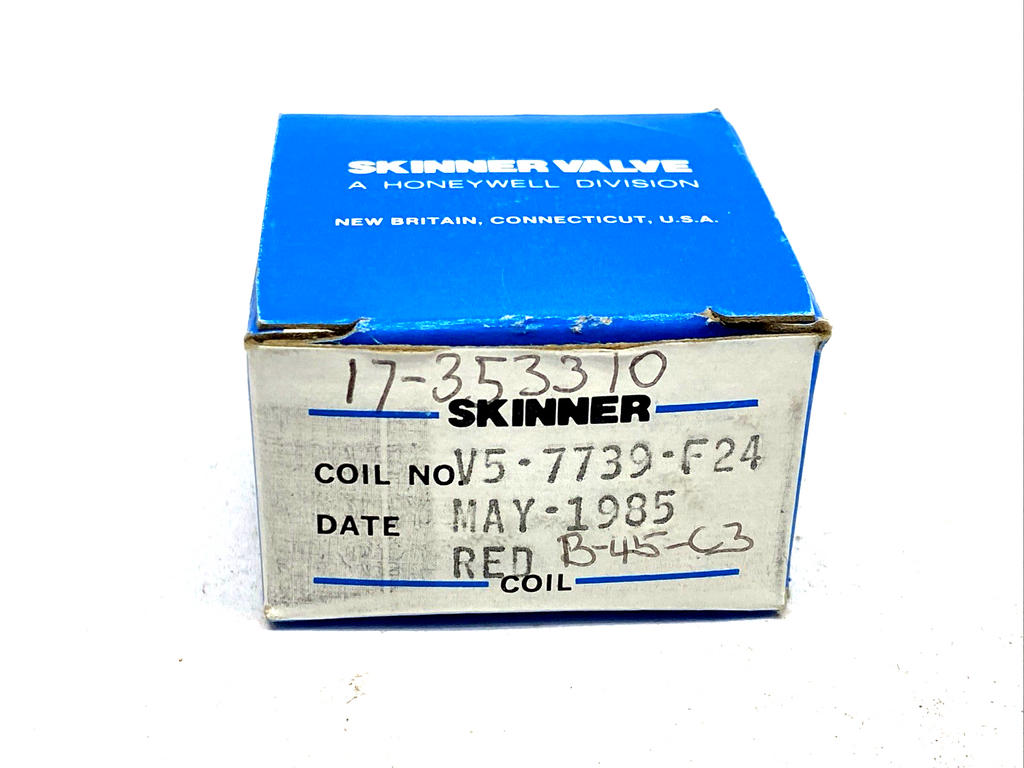 SKINNER VALVE
A HONEYWELL DIVISION
NEW BRITAIN, CONNECTICUT, U.S.A.
17-353310
SKINNER
COIL NO. V5-7739-F24
DATE MAY-1985
RED B-45-C3
COIL